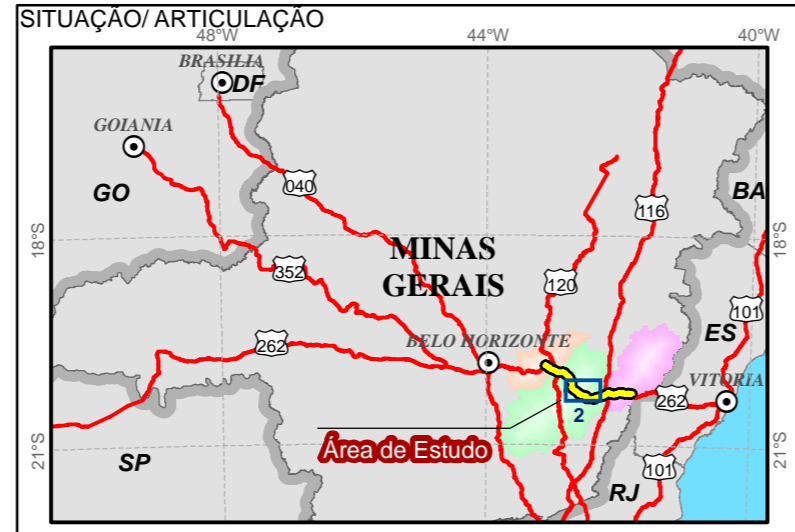 SITUAÇÃO/ ARTICULAÇÃO
48°W
44°W
40°W
BRASILIA
DF
GOIANIA
040
GO
116
BA
18°S
18°S
MINAS
GERAIS
352
120
101
262
BELO HORIZONTE
ES
VITORIA
262
2
Área de Estudo
21°S
21°S
SP
101
RJ